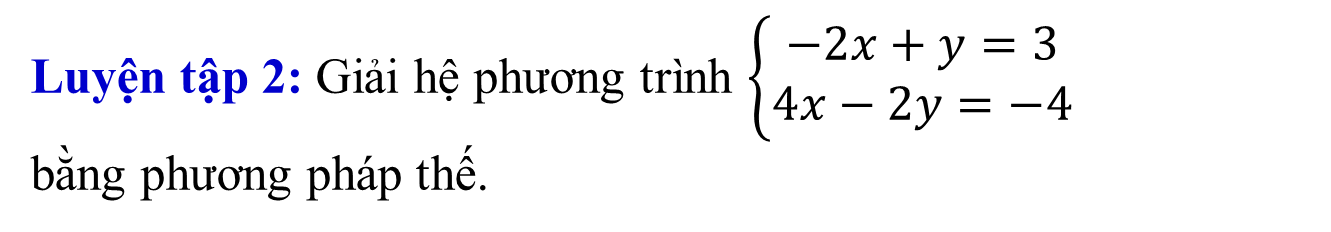 Luyện tập 2: Giải hệ phương trình { −2x + y = 3
4x − 2y = −4
bằng phương pháp thế.